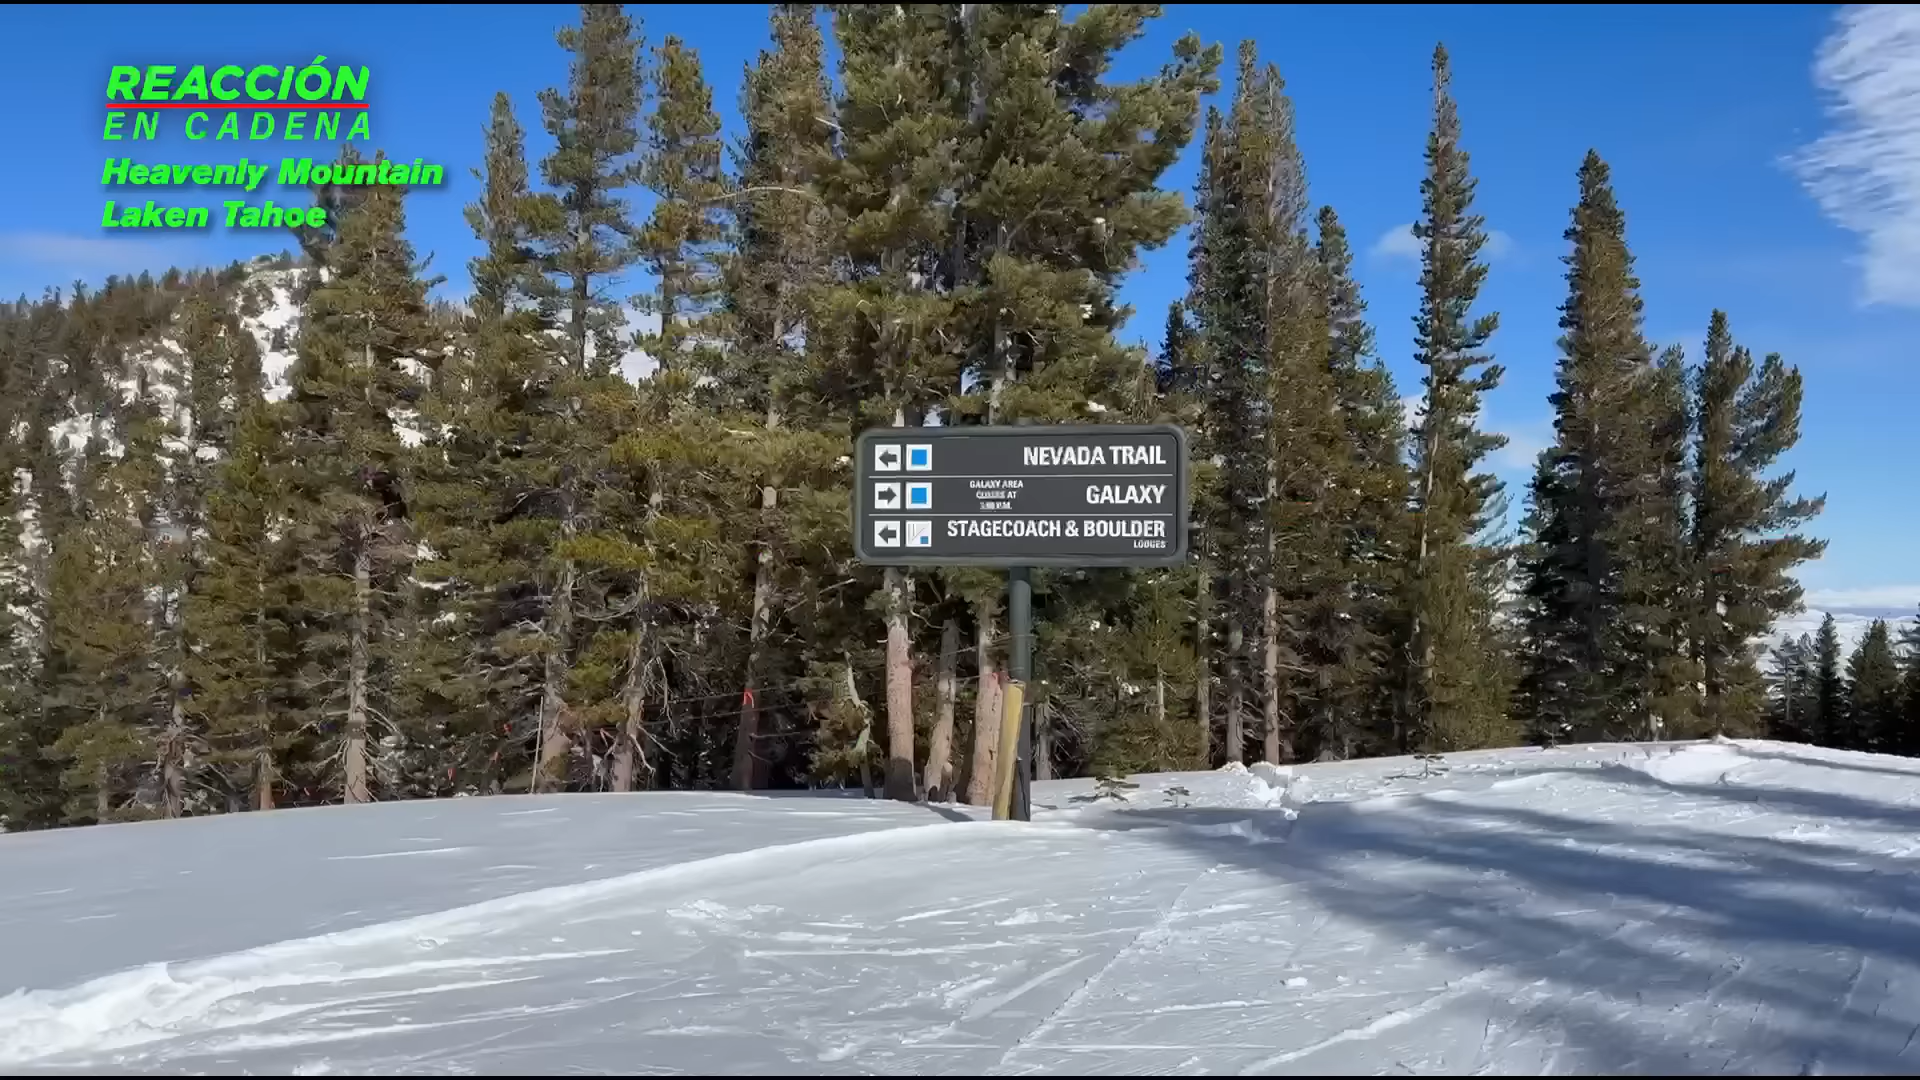 REACCIÓN
EN CADENA
Heavenly Mountain
Laken Tahoe
NEVADA TRAIL
GALAXY AREA
CLOSES AT
GALAXY
STAGECOACH & BOULDER
LODGES